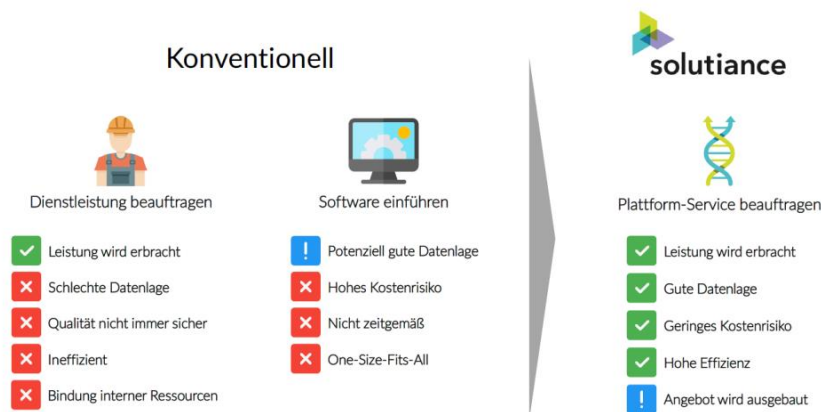 Konventionell
solutiance
Dienstleistung beauftragen
Leistung wird erbracht
Schlechte Datenlage
Qualität nicht immer sicher
Ineffizient
Bindung interner Ressourcen
Software einführen
Potenziell gute Datenlage
Hohes Kostenrisiko
Nicht zeitgemäß
One-Size-Fits-All
Plattform-Service beauftragen
Leistung wird erbracht
Gute Datenlage
Geringes Kostenrisiko
Hohe Effizienz
Angebot wird ausgebaut